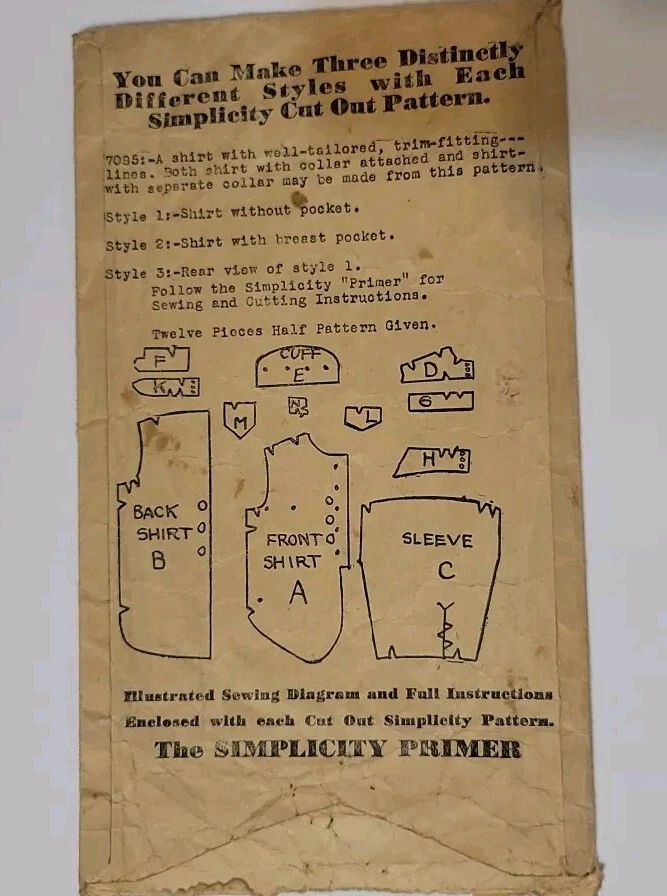 You Can Make Three Distinctly
Different Styles with Each
Simplicity Cut Out Pattern.
7085:-A shirt with well-tailored, trim-fitting---
lines. Both shirt with collar attached and shirt-
with separate collar may be made from this pattern.
Style 1:-Shirt without pocket.
Style 2:-Shirt with breast pocket.
Style 3:-Rear view of style 1.
Follow the Simplicity "Primer" for
Sewing and Cutting Instructions.
Twelve Pieces Half Pattern Given.
F
CUFF
E
D
K
G
M
N
L
H
BACK
SHIRT
B
FRONT
SHIRT
A
SLEEVE
C
Illustrated Sewing Diagram and Full Instructions
Enclosed with each Cut Out Simplicity Pattern.
The SIMPLICITY PRIMER